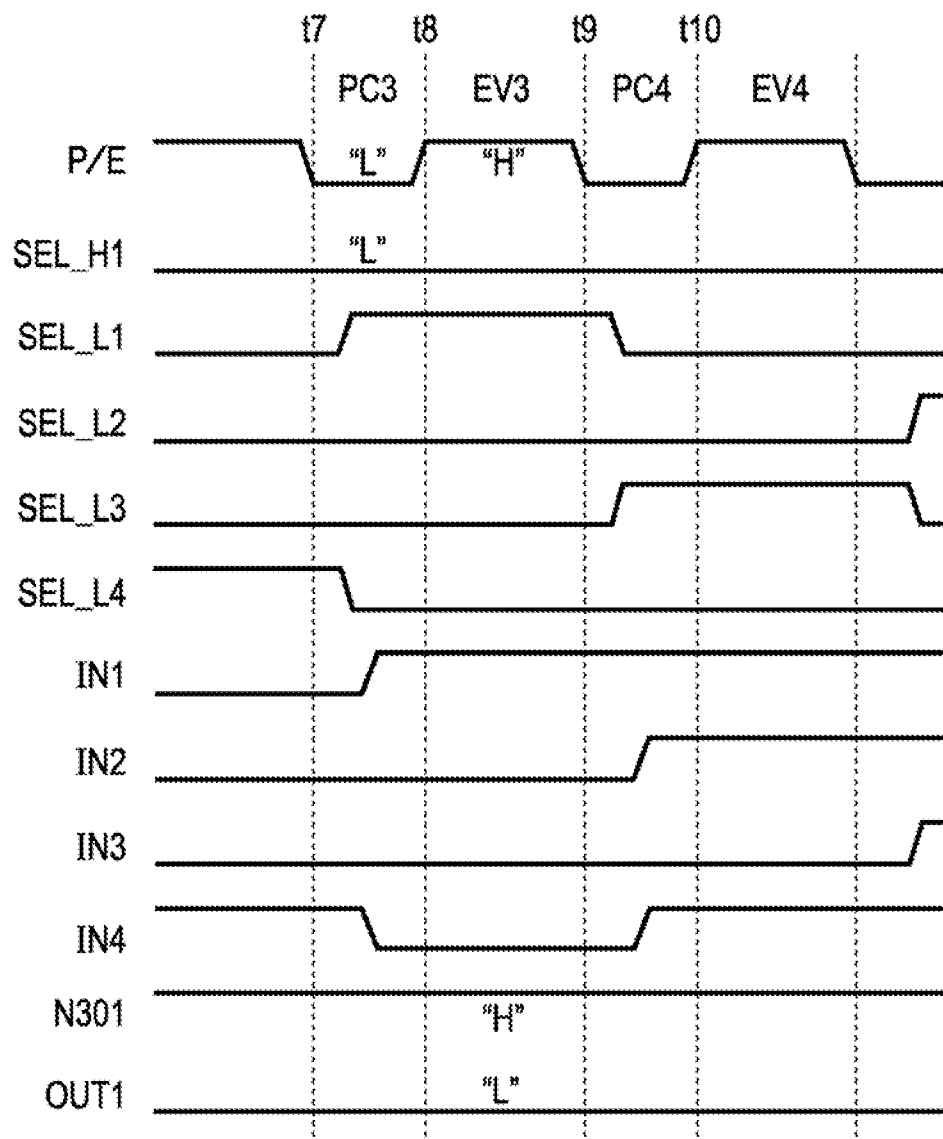 t7 t8 t9 t10
PC3 EV3 PC4 EV4
P/E "L" "H"
SEL_H1 "L"
SEL_L1
SEL_L2
SEL_L3
SEL_L4
IN1
IN2
IN3
IN4
N301 "H"
OUT1 "L"